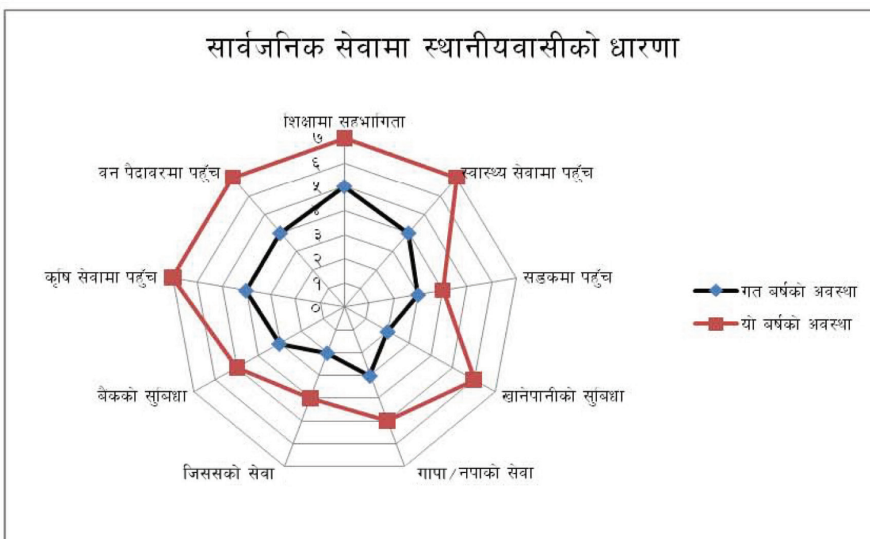 सार्वजनिक सेवामा स्थानीयवासीको धारणा
शिक्षामा सहभागिता
७
६
५
४
३
२
१
०
स्वास्थ्य सेवामा पहुँच
सडकमा पहुँच
खानेपानीको सुबिधा
गापा/नपाको सेवा
जिससको सेवा
बैंकको सुबिधा
कृषि सेवामा पहुँच
वन पैदावरमा पहुँच
गत बर्षको अवस्था
यो बर्षको अवस्था